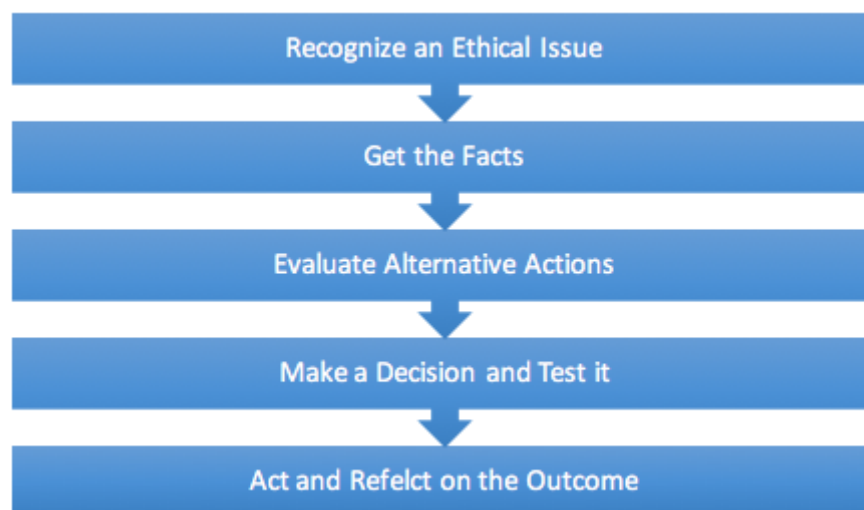 Recognize an Ethical Issue
Get the Facts
Evaluate Alternative Actions
Make a Decision and Test it
Act and Refelct on the Outcome